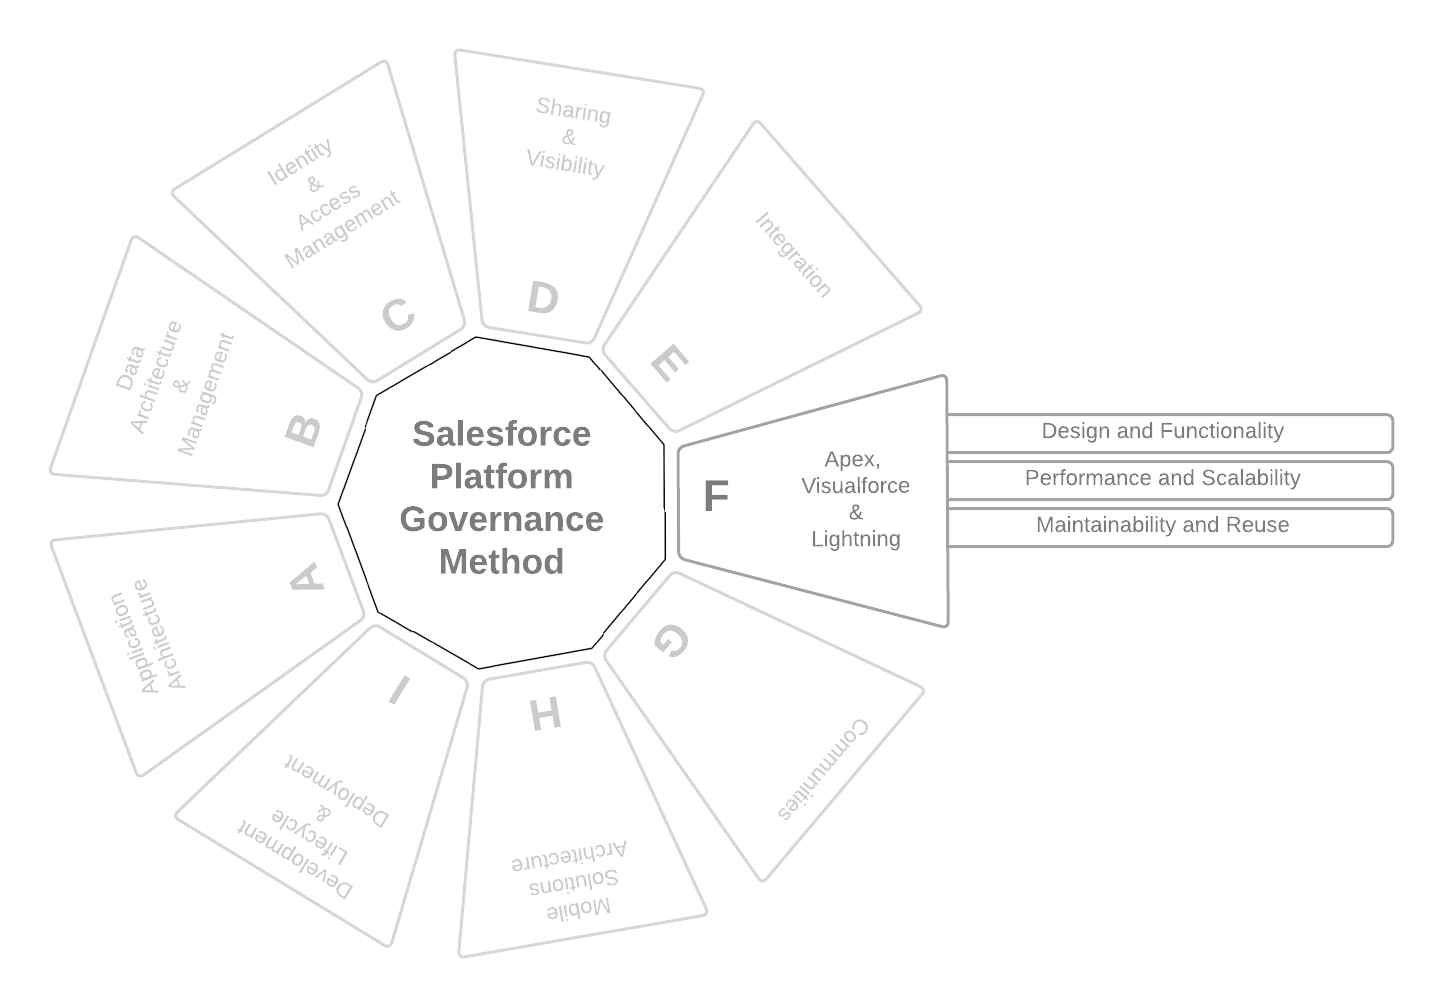 Salesforce
Platform
Governance
Method
A
Application
Architecture
B
Data
Architecture
&
Management
C
Identity
&
Access
Management
D
Sharing
&
Visibility
E
Integration
F
Apex,
Visualforce
&
Lightning
Design and Functionality
Performance and Scalability
Maintainability and Reuse
G
Communities
H
Mobile
Solutions
Architecture
I
Development
Lifecycle
&
Deployment